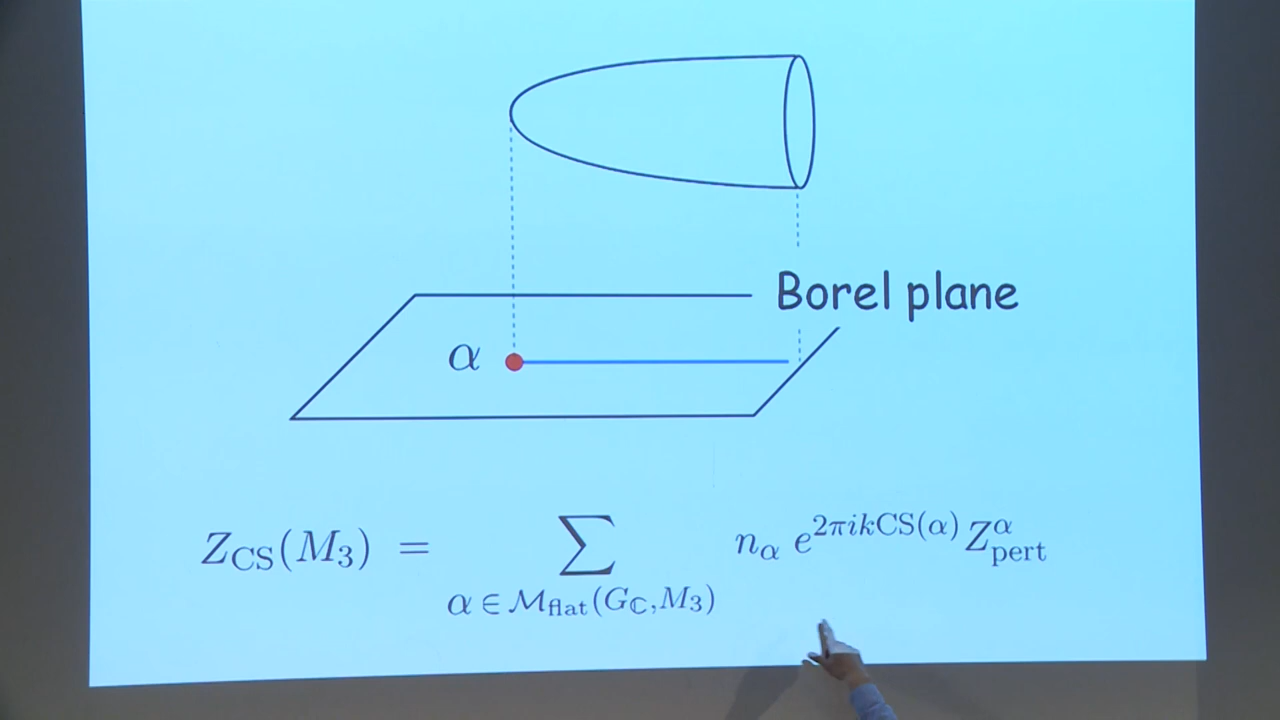 Borel plane
α
Z_CS(M_3) = ∑ n_α e^{2πikCS(α)} Z^α_pert
α ∈ M_flat(G_ℂ,M_3)